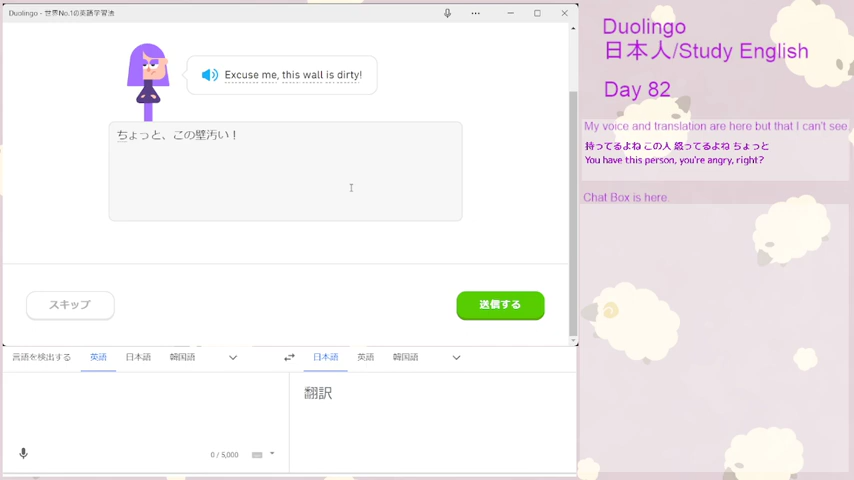 Duolingo - 世界No.1の英語学習法
Excuse me, this wall is dirty!
ちょっと、この壁汚い！
スキップ
送信する
言語を検出する 英語 日本語 韓国語
日本語 英語 韓国語
翻訳
0 / 5,000
Duolingo
日本人/Study English
Day 82
My voice and translation are here but that I can't see
持ってるよね この人 怒ってるよね ちょっと
You have this person, you're angry, right?
Chat Box is here.